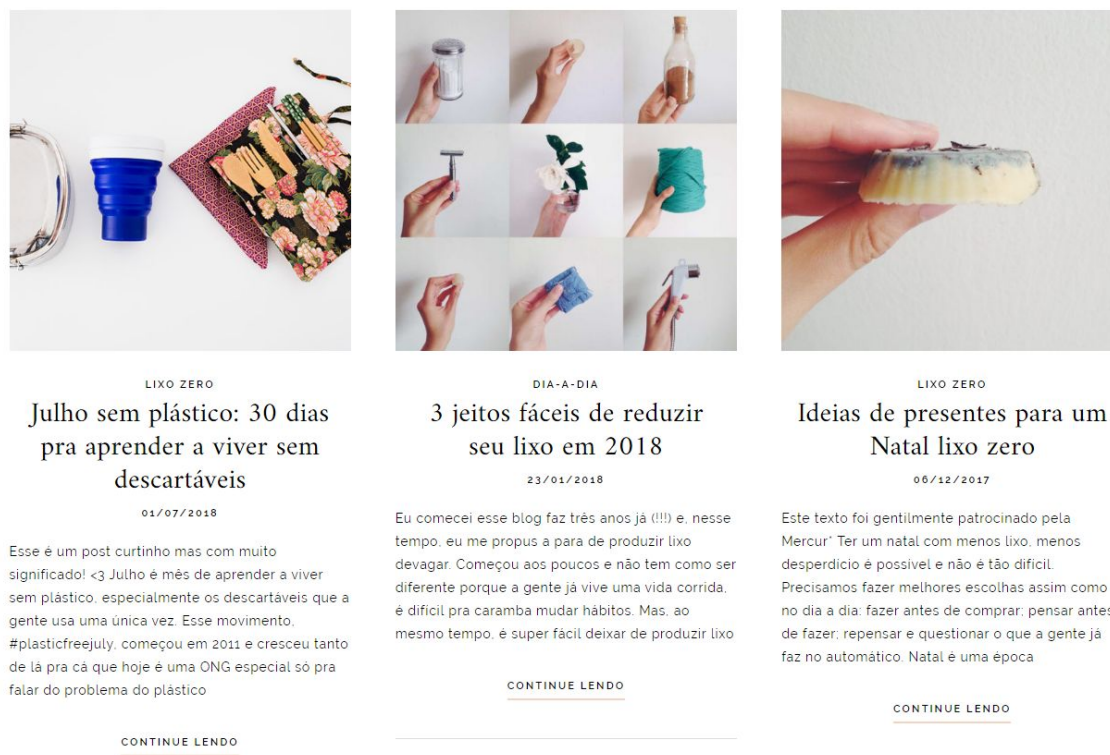 LIXO ZERO
Julho sem plástico: 30 dias
pra aprender a viver sem
descartáveis
01/07/2018
Esse é um post curtinho mas com muito
significado! <3 Julho é mês de aprender a viver
sem plástico, especialmente os descartáveis que a
gente usa uma única vez. Esse movimento,
#plasticfreejuly, começou em 2011 e cresceu tanto
de lá pra cá que hoje é uma ONG especial só pra
falar do problema do plástico
CONTINUE LENDO
DIA-A-DIA
3 jeitos fáceis de reduzir
seu lixo em 2018
23/01/2018
Eu comecei esse blog faz três anos já (!!!) e, nesse
tempo, eu me propus a para de produzir lixo
devagar. Começou aos poucos e não tem como ser
diferente porque a gente já vive uma vida corrida,
é difícil pra caramba mudar hábitos. Mas, ao
mesmo tempo, é super fácil deixar de produzir lixo
CONTINUE LENDO
LIXO ZERO
Ideias de presentes para um
Natal lixo zero
06/12/2017
Este texto foi gentilmente patrocinado pela
Mercur* Ter um natal com menos lixo, menos
desperdício é possível e não é tão difícil.
Precisamos fazer melhores escolhas assim como
no dia a dia: fazer antes de comprar; pensar antes
de fazer; repensar e questionar o que a gente já
faz no automático. Natal é uma época
CONTINUE LENDO